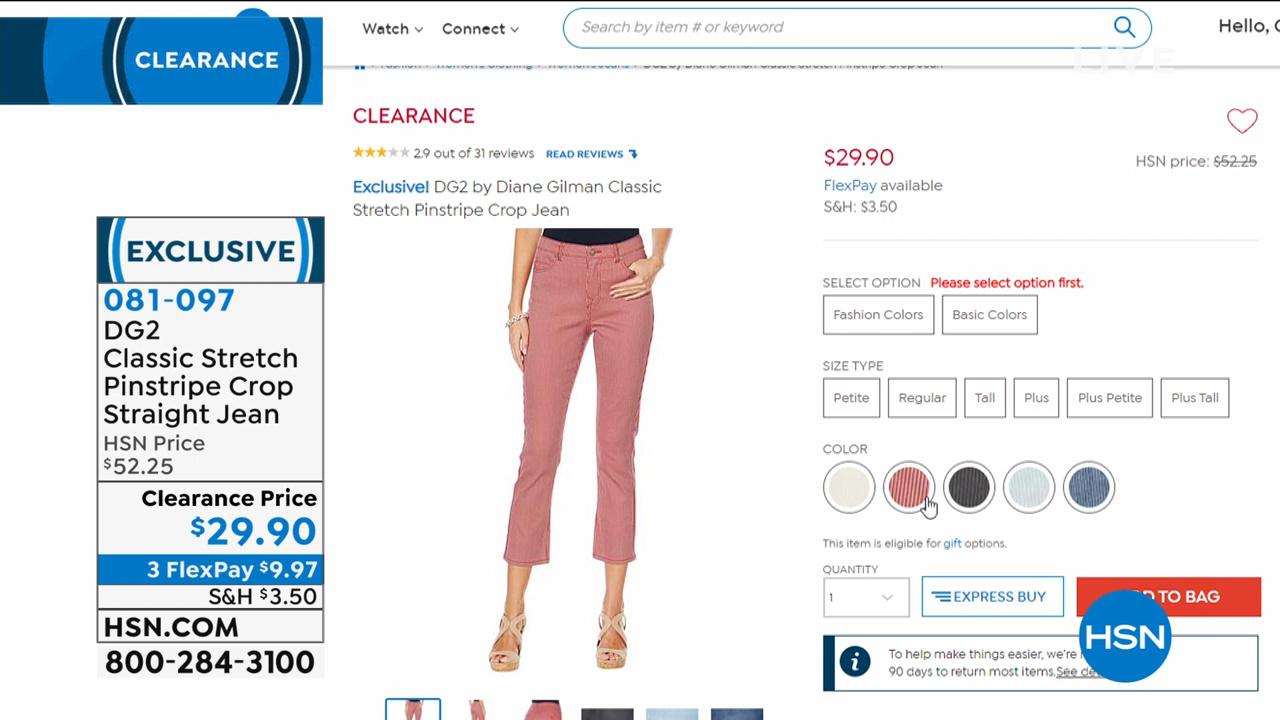 CLEARANCE
Watch
Connect
Search by item # or keyword
Hello,
LIVE
CLEARANCE
2.9 out of 31 reviews READ REVIEWS
Exclusive! DG2 by Diane Gilman Classic
Stretch Pinstripe Crop Jean
$29.90
HSN price: $52.25
FlexPay available
S&H: $3.50
SELECT OPTION Please select option first.
Fashion Colors
Basic Colors
SIZE TYPE
Petite
Regular
Tall
Plus
Plus Petite
Plus Tall
COLOR
This item is eligible for gift options.
QUANTITY
1
EXPRESS BUY
TO BAG
HSN
To help make things easier, we're
90 days to return most items. See
EXCLUSIVE
081-097
DG2
Classic Stretch
Pinstripe Crop
Straight Jean
HSN Price
$52.25
Clearance Price
$29.90
3 FlexPay $9.97
S&H $3.50
HSN.COM
800-284-3100